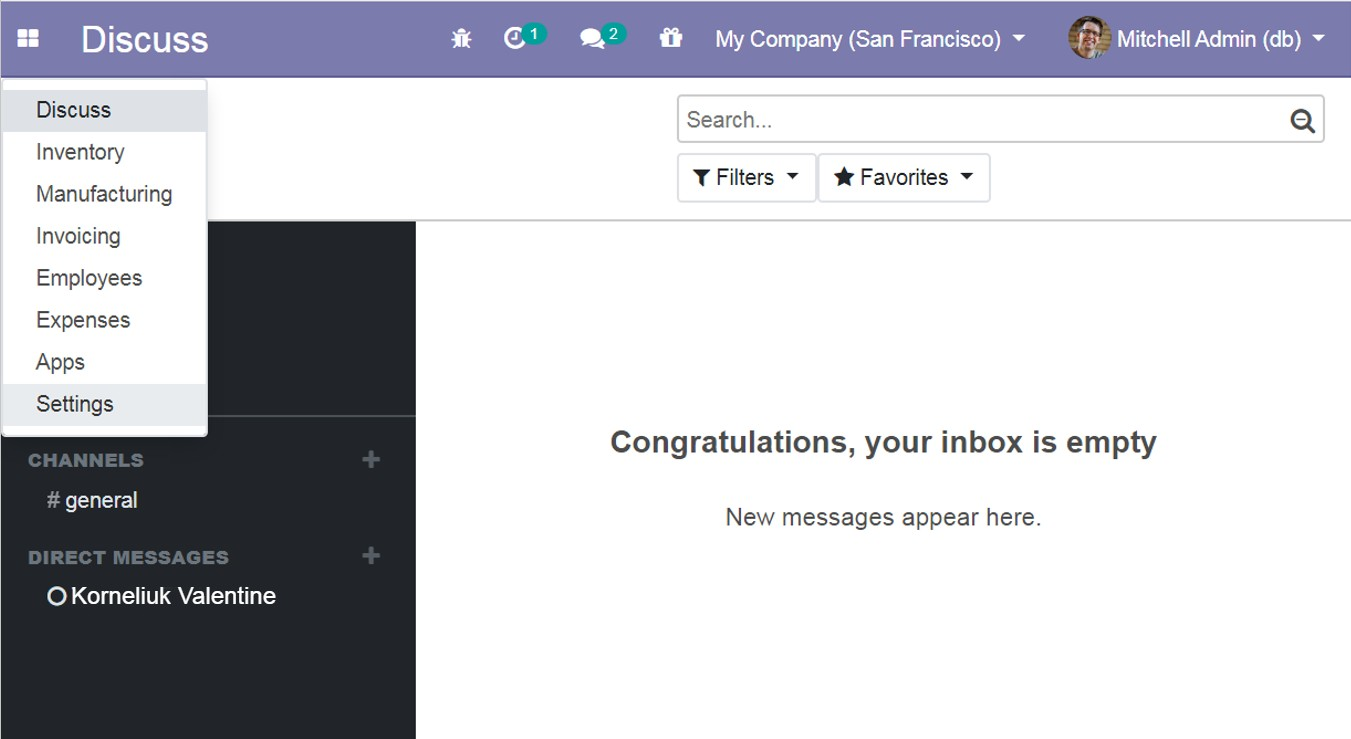 Discuss
1
2
My Company (San Francisco)
Mitchell Admin (db)
Discuss
Inventory
Manufacturing
Invoicing
Employees
Expenses
Apps
Settings
Search...
Filters
Favorites
CHANNELS
# general
DIRECT MESSAGES
Korneliuk Valentine
Congratulations, your inbox is empty
New messages appear here.